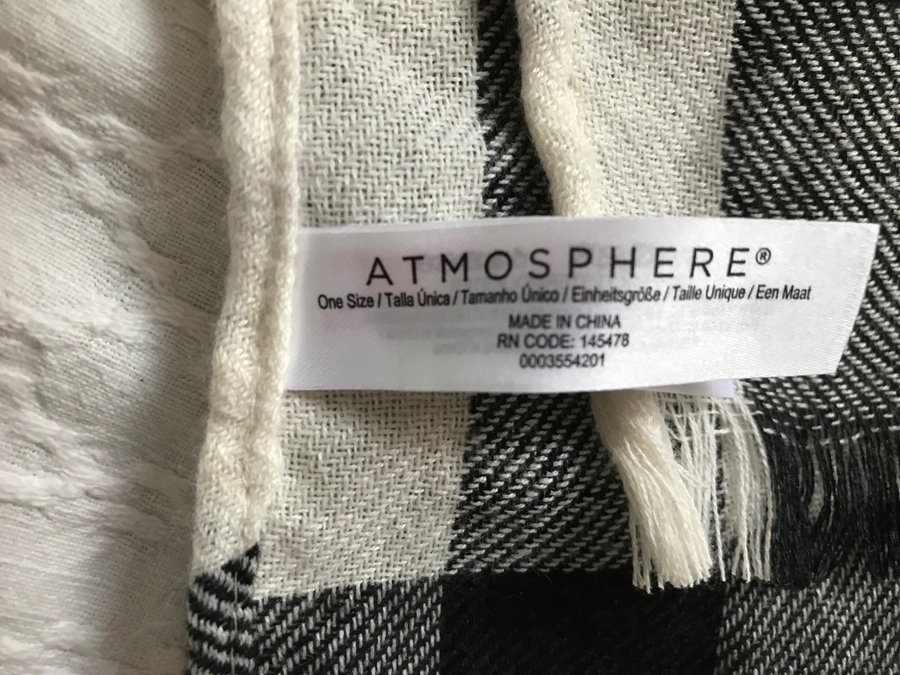 ATMOSPHERE®
One Size / Talla Única / Tamanho Único / Einheitsgröße / Taille Unique / Een Maat
MADE IN CHINA
RN CODE: 145478
0003554201